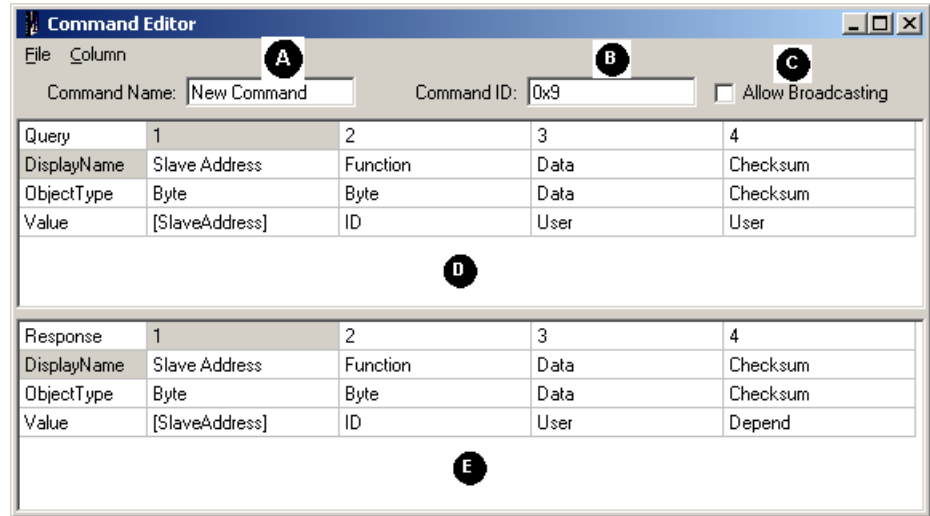 Command Editor
File Column
A B C
Command Name: New Command Command ID: 0x9 Allow Broadcasting
Query 1 2 3 4
DisplayName Slave Address Function Data Checksum
ObjectType Byte Byte Data Checksum
Value [SlaveAddress] ID User User
D
Response 1 2 3 4
DisplayName Slave Address Function Data Checksum
ObjectType Byte Byte Data Checksum
Value [SlaveAddress] ID User Depend
E